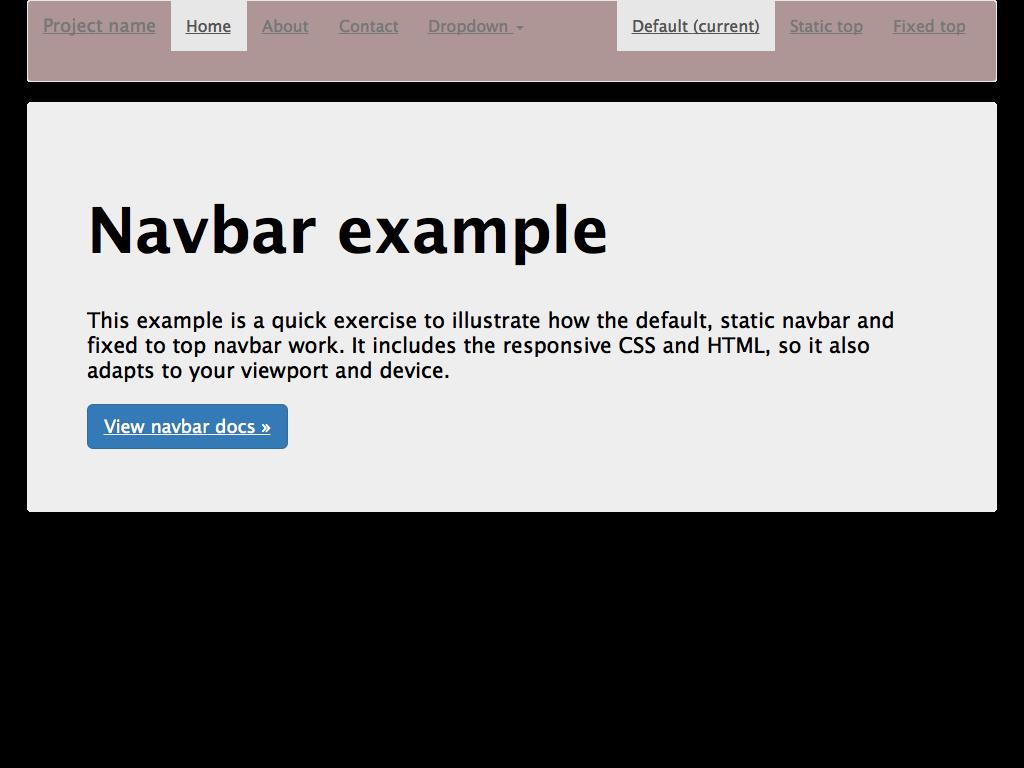 Project name Home About Contact Dropdown Default (current) Static top Fixed top
Navbar example
This example is a quick exercise to illustrate how the default, static navbar and
fixed to top navbar work. It includes the responsive CSS and HTML, so it also
adapts to your viewport and device.
View navbar docs »